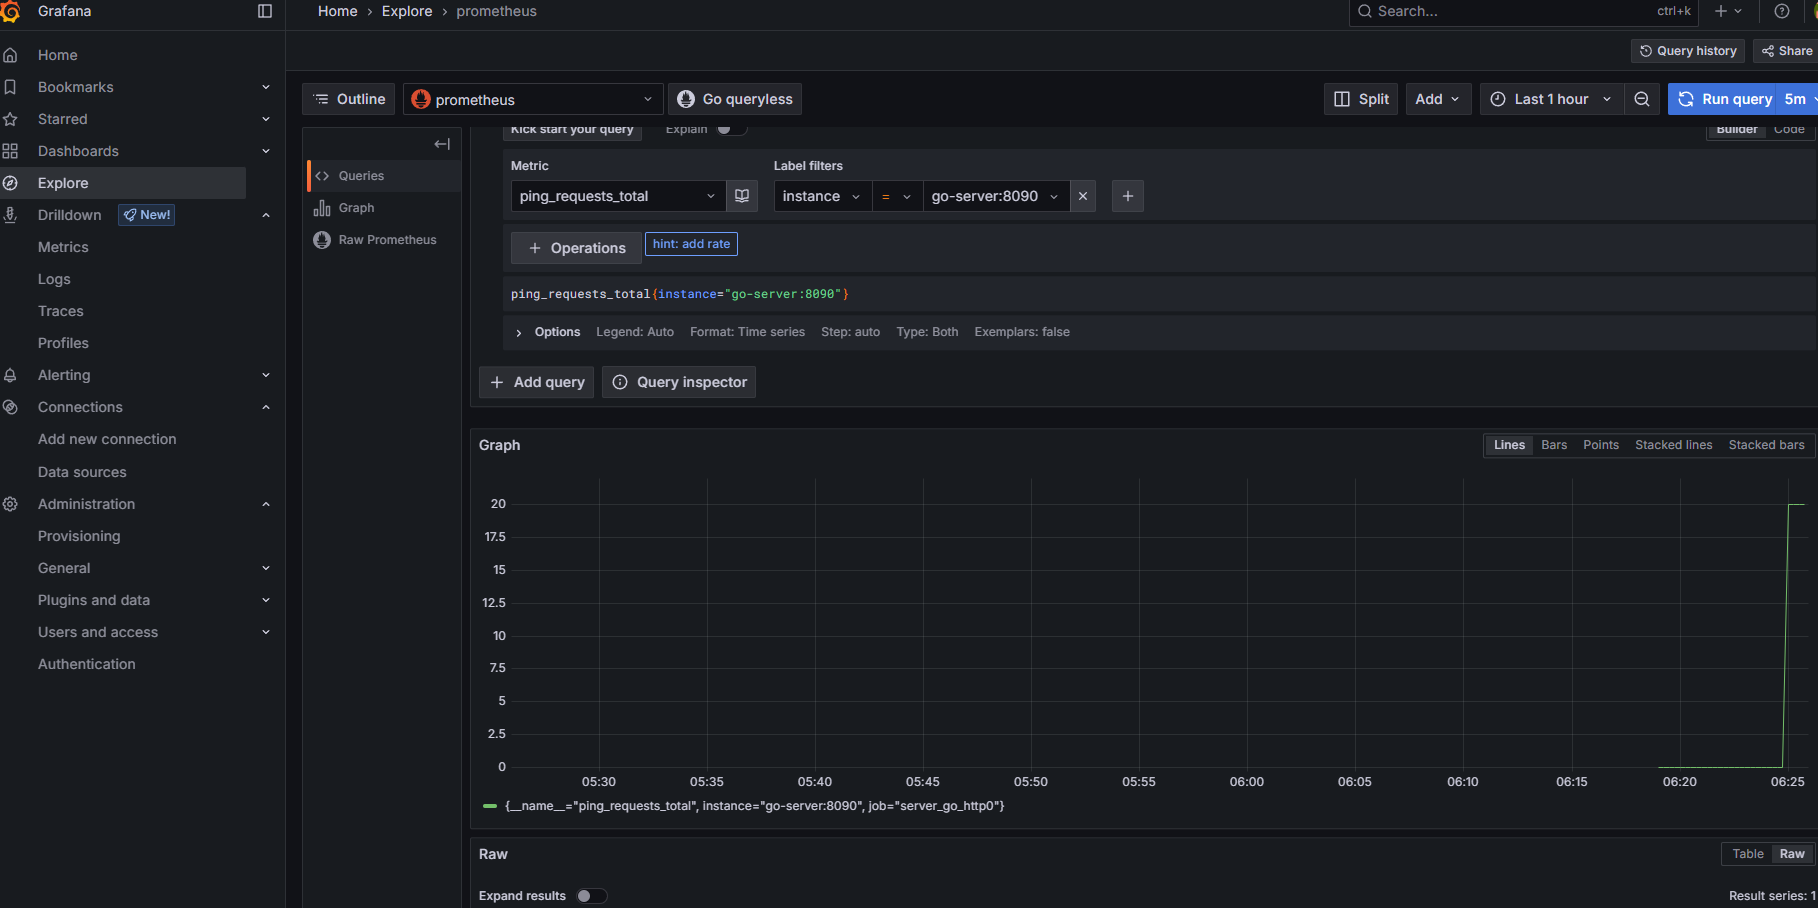 Grafana
Home › Explore › prometheus
Search...
ctrl+k
Home
Bookmarks
Starred
Dashboards
Explore
Drilldown
New!
Metrics
Logs
Traces
Profiles
Alerting
Connections
Add new connection
Data sources
Administration
Provisioning
General
Plugins and data
Users and access
Authentication
Query history
Share
Outline
prometheus
Go queryless
Split
Add
Last 1 hour
Run query
5m
Queries
Graph
Raw Prometheus
Kick start your query
Explain
Builder
Code
Metric
Label filters
ping_requests_total
instance
=
go-server:8090
+ Operations
hint: add rate
ping_requests_total{instance="go-server:8090"}
Options Legend: Auto Format: Time series Step: auto Type: Both Exemplars: false
+ Add query
Query inspector
Graph
Lines Bars Points Stacked lines Stacked bars
20
17.5
15
12.5
10
7.5
5
2.5
0
05:30 05:35 05:40 05:45 05:50 05:55 06:00 06:05 06:10 06:15 06:20 06:25
{__name__="ping_requests_total", instance="go-server:8090", job="server_go_http0"}
Raw
Table Raw
Expand results
Result series: 1